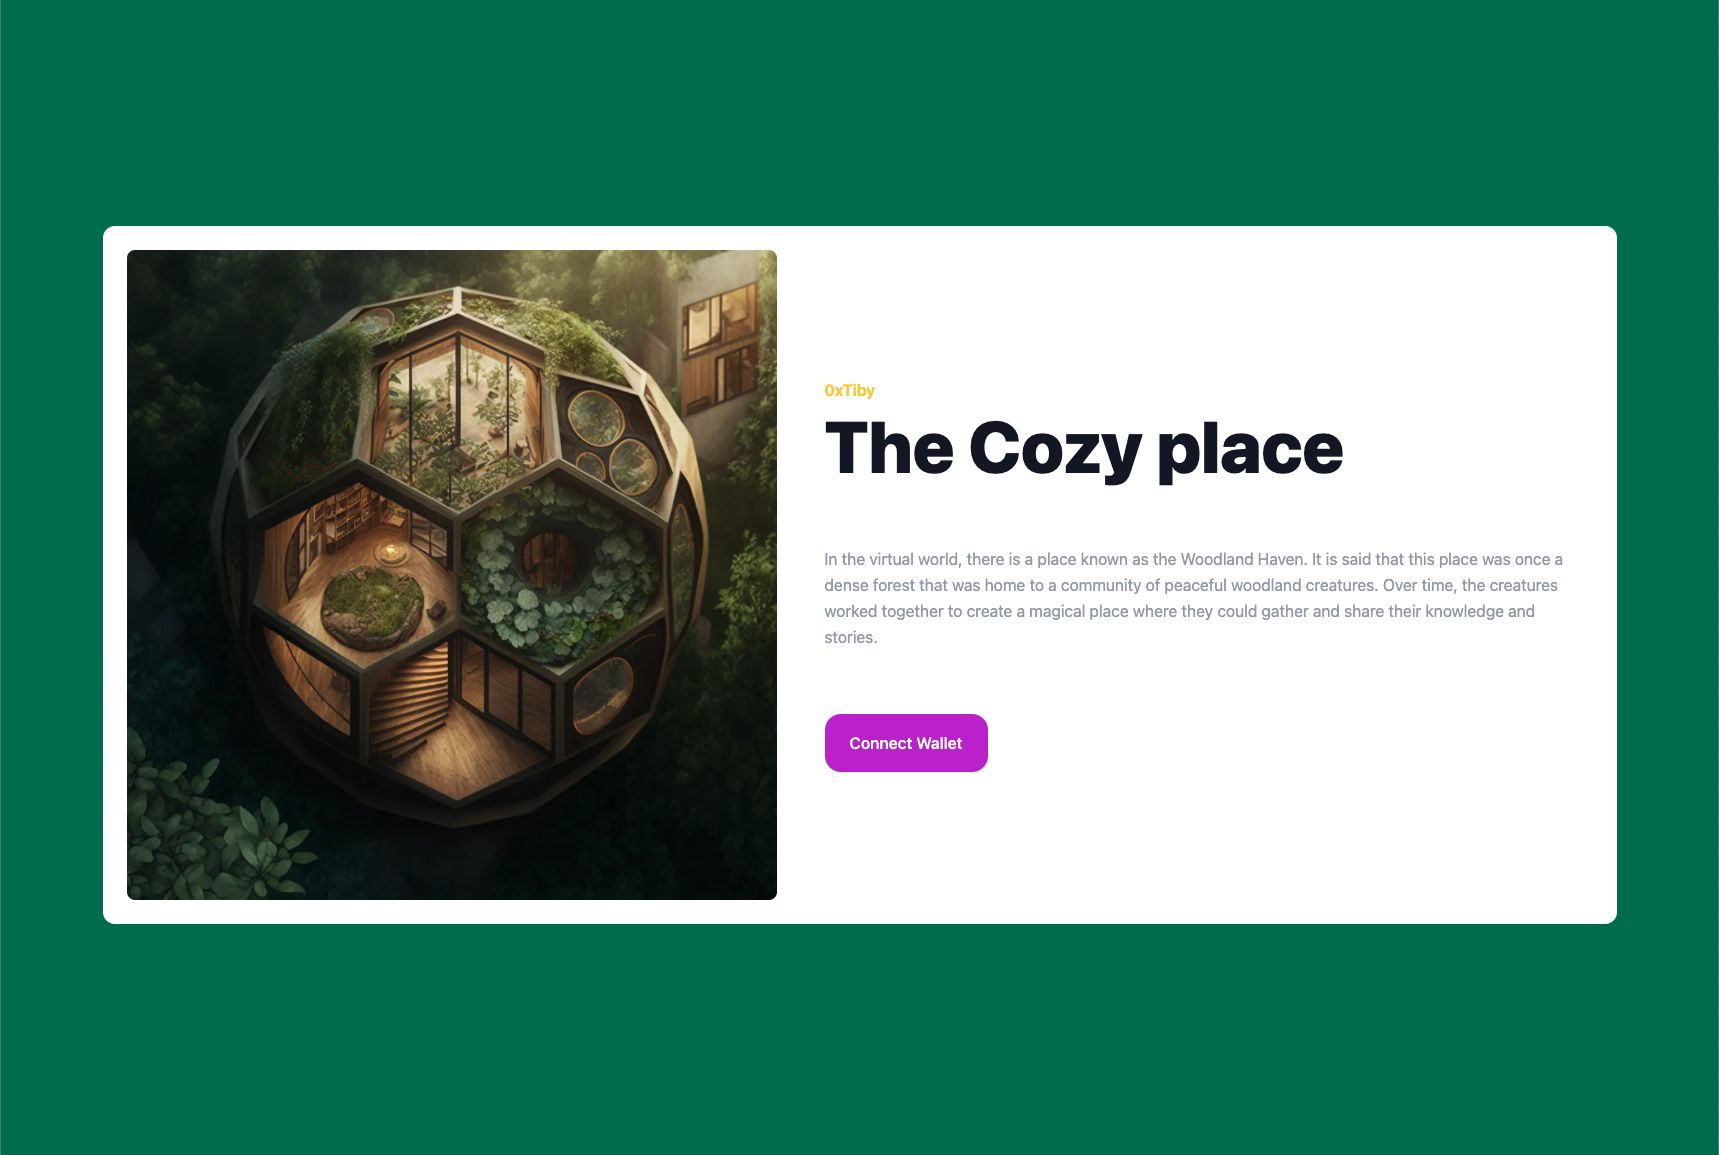 0xTiby
The Cozy place
In the virtual world, there is a place known as the Woodland Haven. It is said that this place was once a
dense forest that was home to a community of peaceful woodland creatures. Over time, the creatures
worked together to create a magical place where they could gather and share their knowledge and
stories.
Connect Wallet